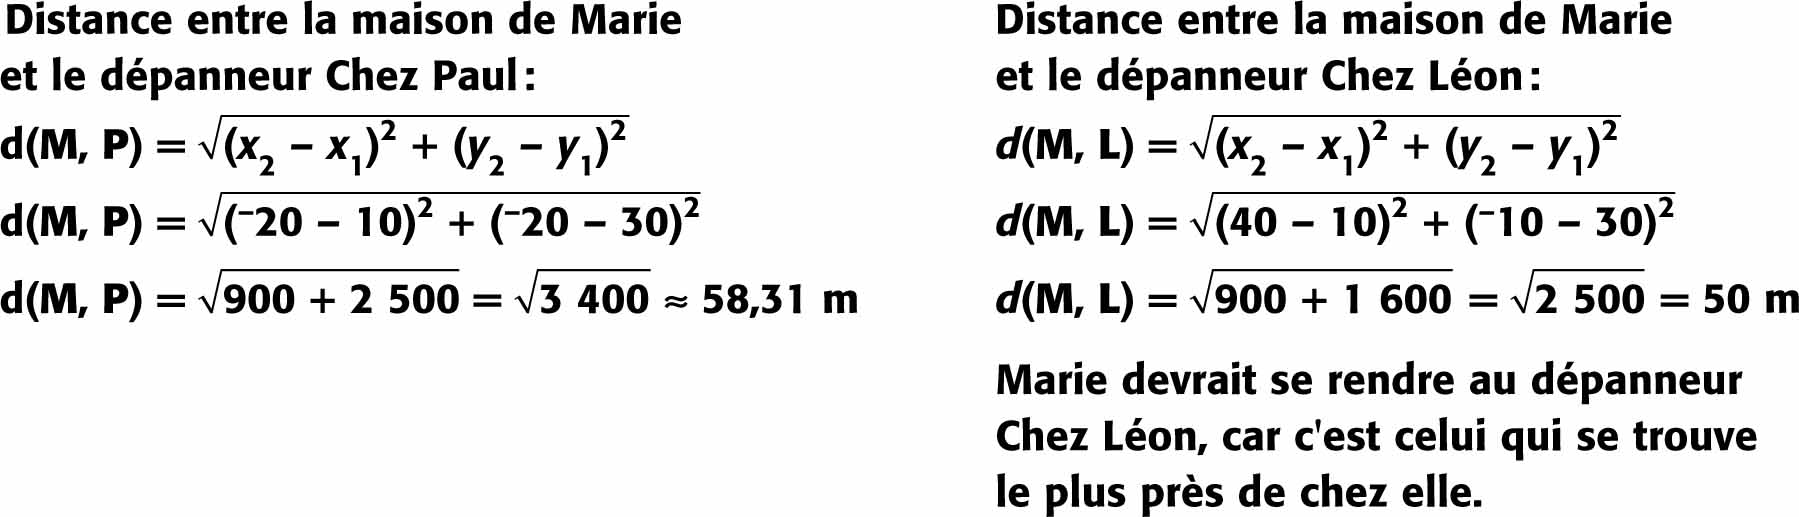 Distance entre la maison de Marie
et le dépanneur Chez Paul :
d(M, P) = √(x₂ – x₁)² + (y₂ – y₁)²
d(M, P) = √(⁻20 – 10)² + (⁻20 – 30)²
d(M, P) = √900 + 2 500 = √3 400 ≈ 58,31 m
Distance entre la maison de Marie
et le dépanneur Chez Léon :
d(M, L) = √(x₂ – x₁)² + (y₂ – y₁)²
d(M, L) = √(40 – 10)² + (⁻10 – 30)²
d(M, L) = √900 + 1 600 = √2 500 = 50 m
Marie devrait se rendre au dépanneur
Chez Léon, car c'est celui qui se trouve
le plus près de chez elle.